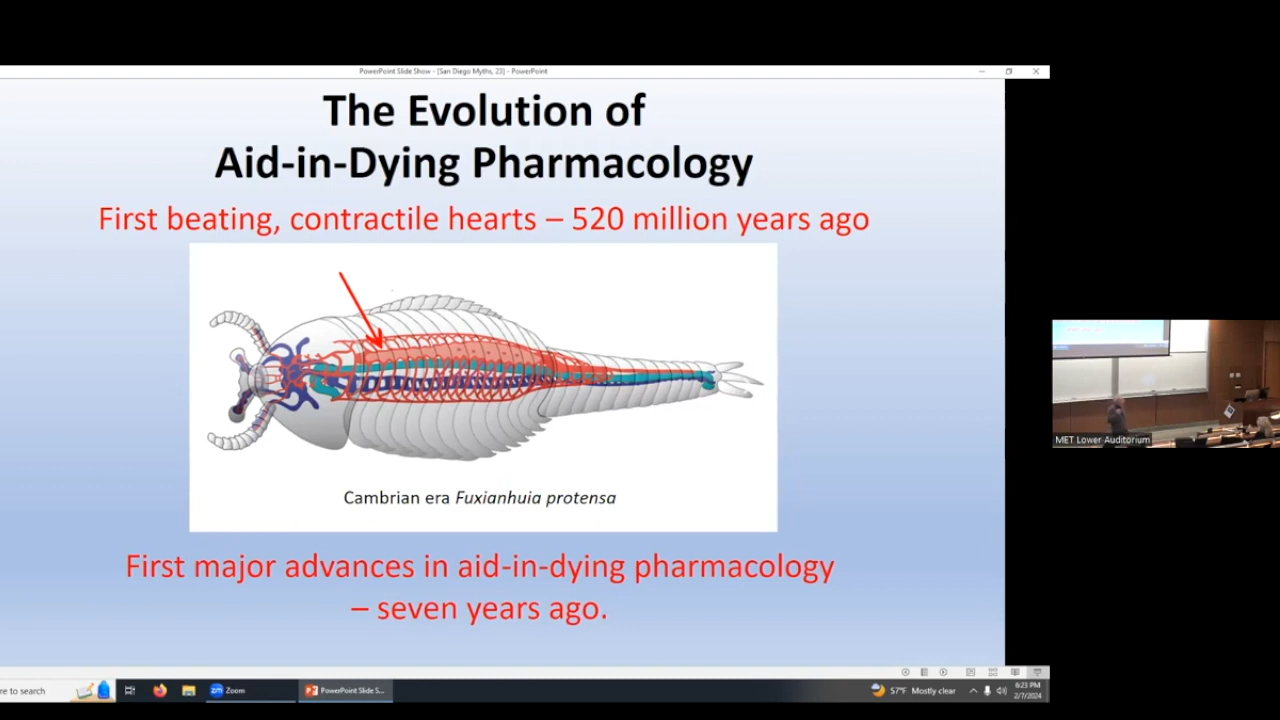 PowerPoint Slide Show - [San Diego Myths, 23] - PowerPoint
The Evolution of
Aid-in-Dying Pharmacology
First beating, contractile hearts – 520 million years ago
Cambrian era Fuxianhuia protensa
First major advances in aid-in-dying pharmacology
– seven years ago.
MET Lower Auditorium
re to search
zm Zoom
PowerPoint Slide S...
57°F Mostly clear
6:23 PM
2/7/2024